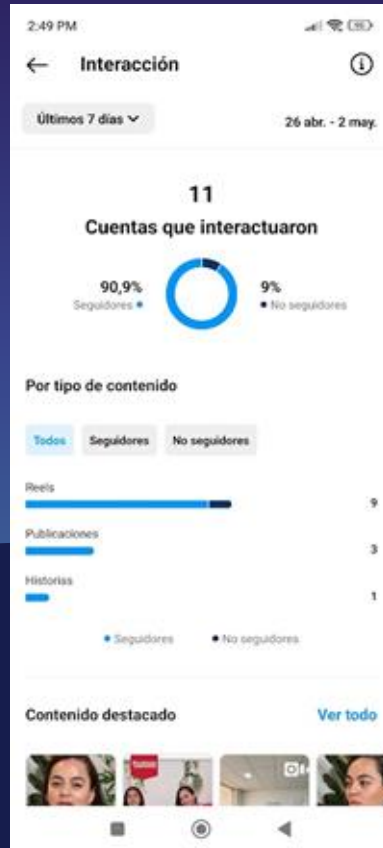 2:49 PM
Interacción
Últimos 7 días
26 abr. - 2 may.
11
Cuentas que interactuaron
90,9%
Seguidores
9%
No seguidores
Por tipo de contenido
Todos Seguidores No seguidores
Reels
9
Publicaciones
3
Historias
1
Seguidores No seguidores
Contenido destacado
Ver todo